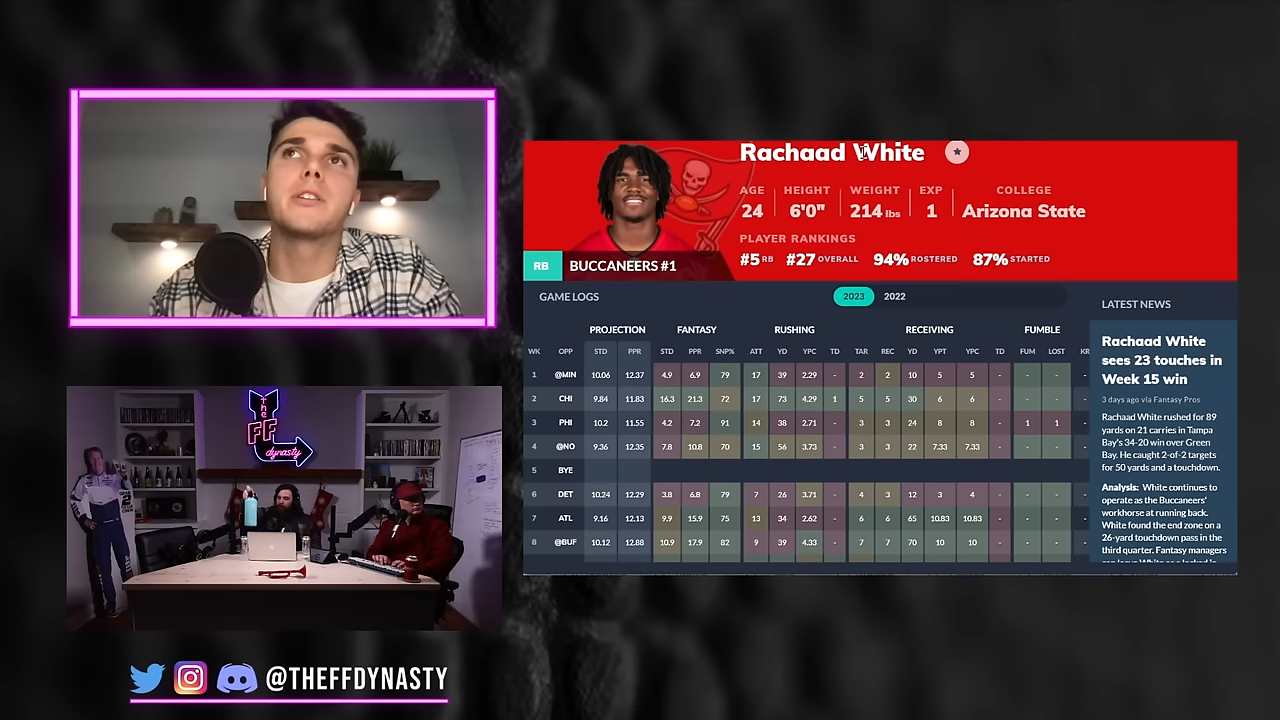 Rachaad White
AGE HEIGHT WEIGHT EXP COLLEGE
24 6'0" 214 lbs 1 Arizona State
PLAYER RANKINGS
#5 RB #27 OVERALL 94% ROSTERED 87% STARTED
RB BUCCANEERS #1
GAME LOGS 2023 2022
PROJECTION FANTASY RUSHING RECEIVING FUMBLE
WK OPP STD PPR STD PPR SNP% ATT YD YPC TD TAR REC YD YPT YPC TD FUM LOST KR
1 @MIN 10.06 12.37 4.9 6.9 79 17 39 2.29 - 2 2 10 5 5 - - - -
2 CHI 9.84 11.83 16.3 21.3 72 17 73 4.29 1 5 5 30 6 6 - - - -
3 PHI 10.2 11.55 4.2 7.2 91 14 38 2.71 - 3 3 24 8 8 - 1 1 -
4 @NO 9.36 12.35 7.8 10.8 70 15 56 3.73 - 3 3 22 7.33 7.33 - - - -
5 BYE
6 DET 10.24 12.29 3.8 6.8 79 7 26 3.71 - 4 3 12 3 4 - - - -
7 ATL 9.16 12.13 9.9 15.9 75 13 34 2.62 - 6 6 65 10.83 10.83 - - - -
8 @BUF 10.12 12.88 10.9 17.9 82 9 39 4.33 - 7 7 70 10 10 - - - -
LATEST NEWS
Rachaad White
sees 23 touches in
Week 15 win
3 days ago via Fantasy Pros
Rachaad White rushed for 89
yards on 21 carries in Tampa
Bay's 34-20 win over Green
Bay. He caught 2-of-2 targets
for 50 yards and a touchdown.
Analysis: White continues to
operate as the Buccaneers'
workhorse at running back.
White found the end zone on a
26-yard touchdown pass in the
third quarter. Fantasy managers
the
FF
dynasty
@THEFFDYNASTY